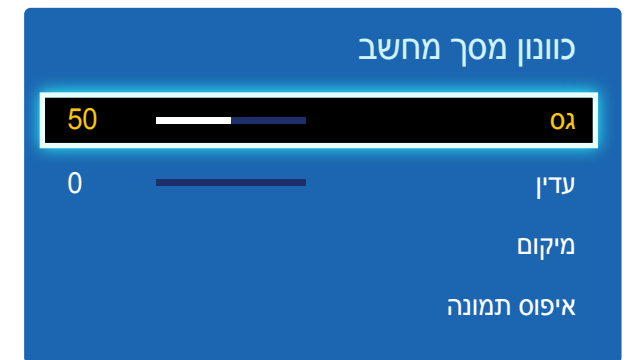 כוונון מסך מחשב
גס 50
עדין 0
מיקום
איפוס תמונה